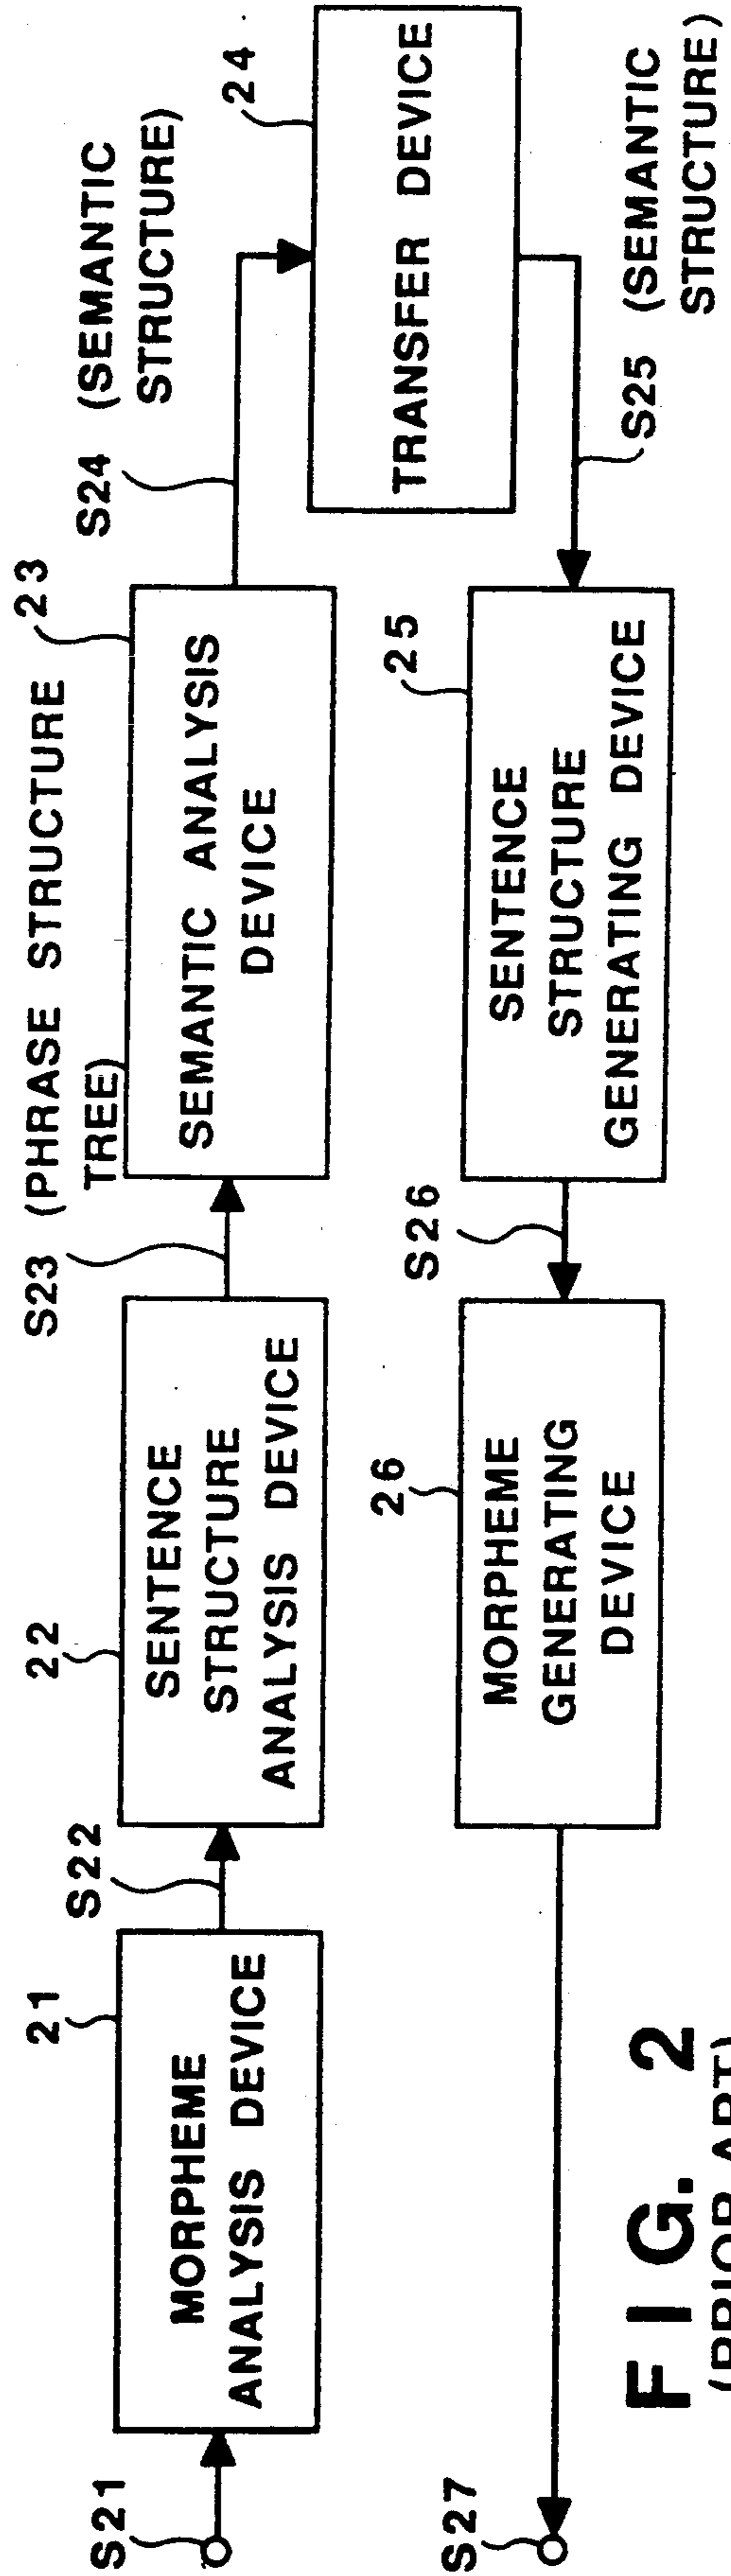 S21
21
MORPHEME
ANALYSIS DEVICE
S22
22
SENTENCE
STRUCTURE
ANALYSIS DEVICE
S23 (PHRASE STRUCTURE
TREE)
23
SEMANTIC ANALYSIS
DEVICE
S24 (SEMANTIC
STRUCTURE)
24
TRANSFER DEVICE
S25 (SEMANTIC
STRUCTURE)
25
SENTENCE
STRUCTURE
GENERATING DEVICE
S26
26
MORPHEME
GENERATING
DEVICE
S27
FIG. 2
(PRIOR ART)